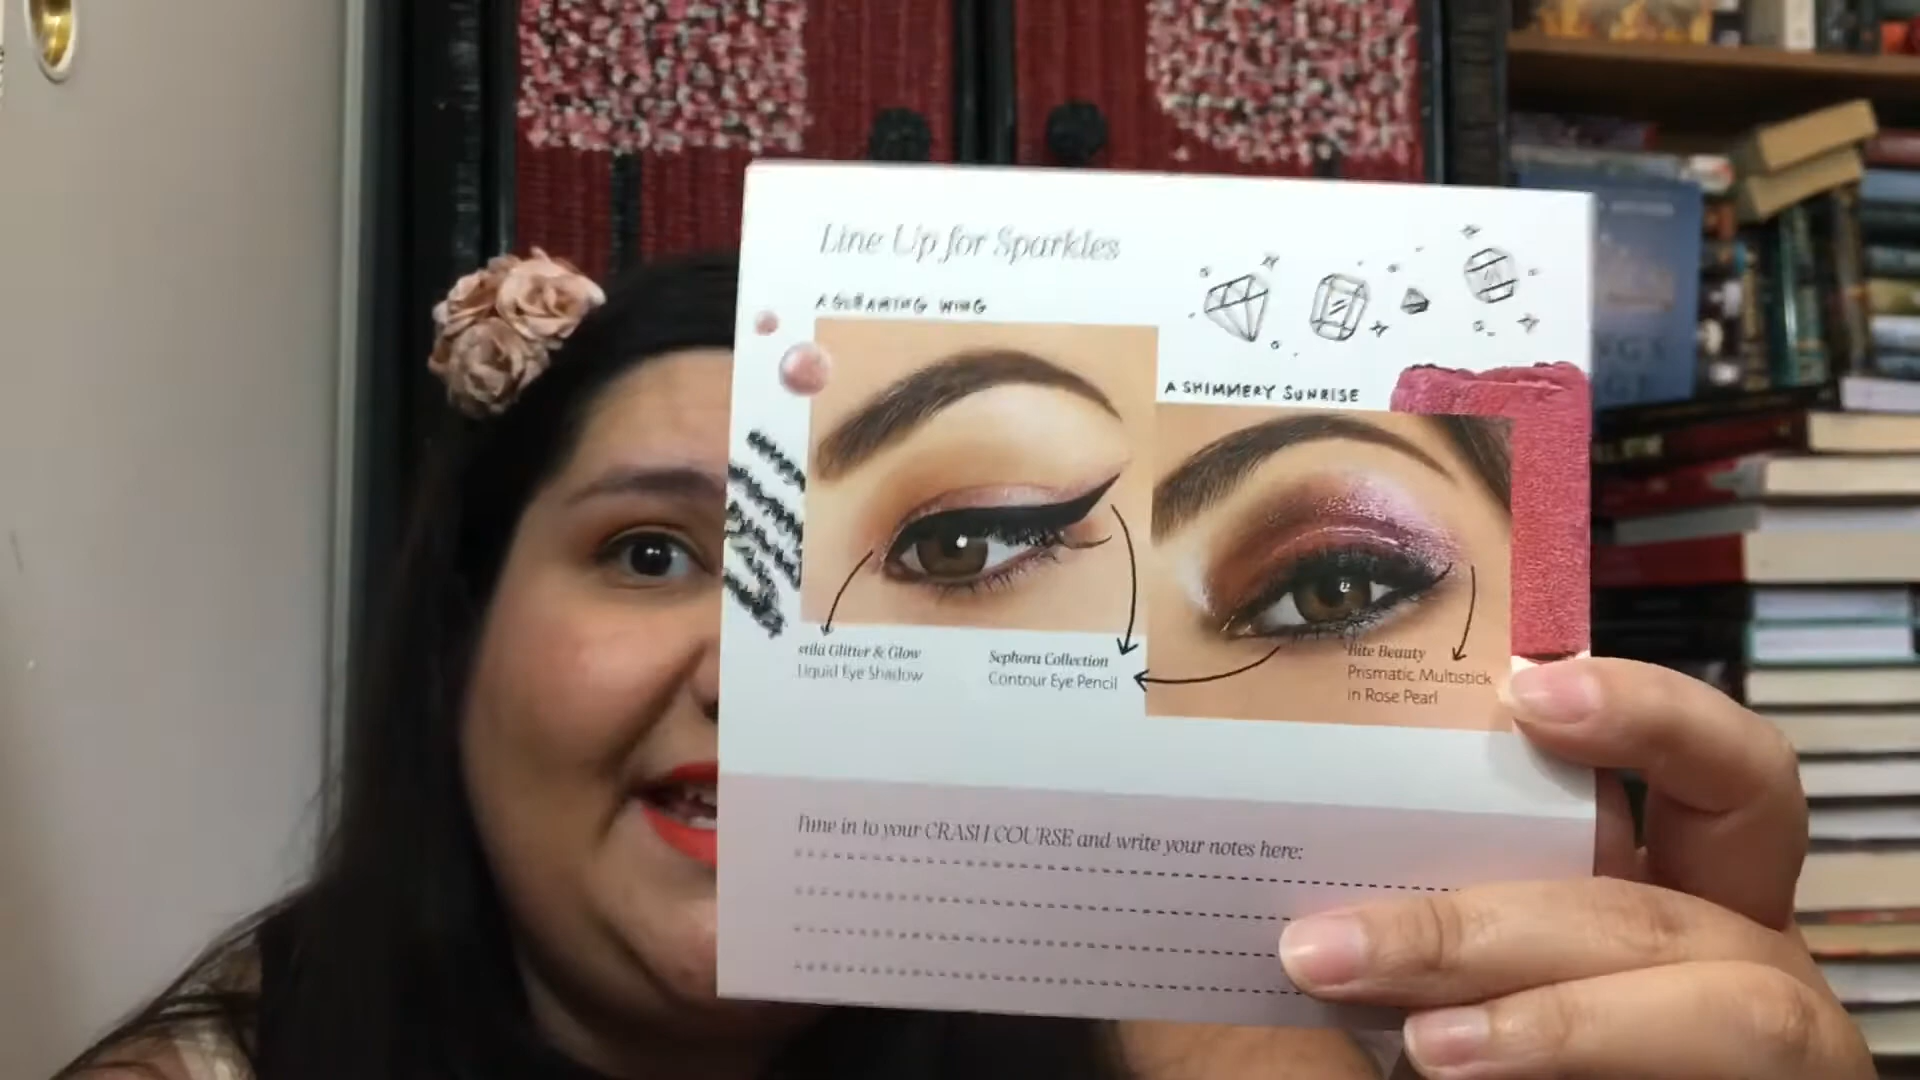 Line Up for Sparkles
A GLEAMING WING
A SHIMMERY SUNRISE
stila Glitter & Glow
Liquid Eye Shadow
Sephora Collection
Contour Eye Pencil
Bite Beauty
Prismatic Multistick
in Rose Pearl
Tune in to your CRASH COURSE and write your notes here: